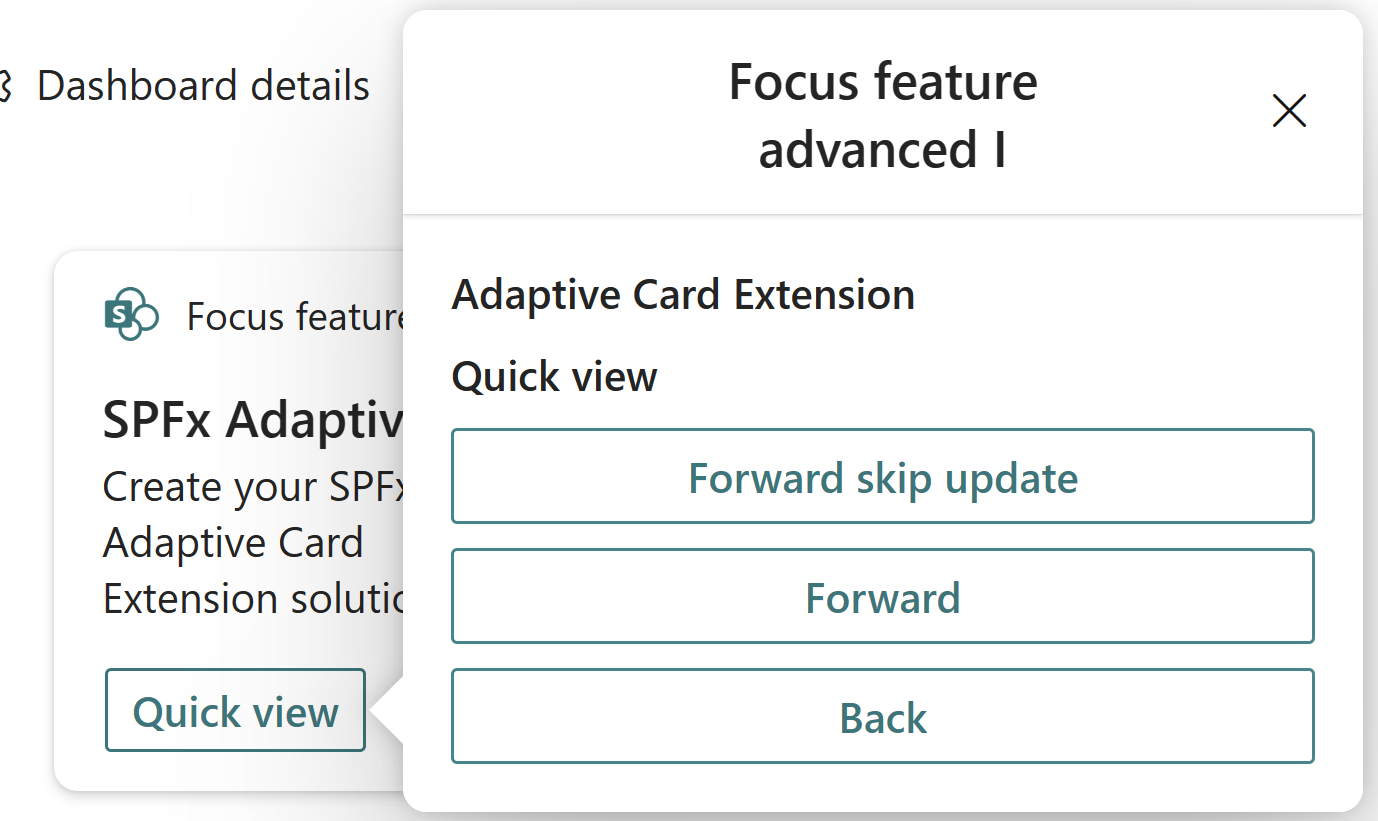 Dashboard details
Focus feature
SPFx Adaptiv
Create your SPFx
Adaptive Card
Extension
Quick view
Focus feature
advanced I
Adaptive Card Extension
Quick view
Forward skip update
Forward
Back